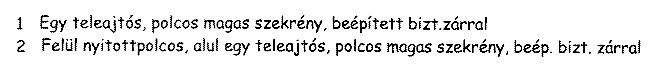 1 Egy teleajtós, polcos magas szekrény, beépített bizt.zárral
2 Felül nyitottpolcos, alul egy teleajtós, polcos magas szekrény, beép. bizt. zárral